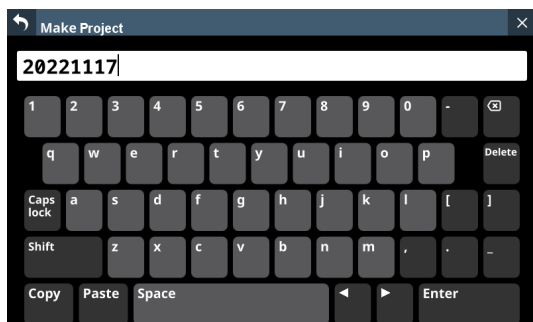 Make Project
20221117
1 2 3 4 5 6 7 8 9 0 -
q w e r t y u i o p Delete
Caps lock a s d f g h j k l [ ]
Shift z x c v b n m , . _
Copy Paste Space Enter